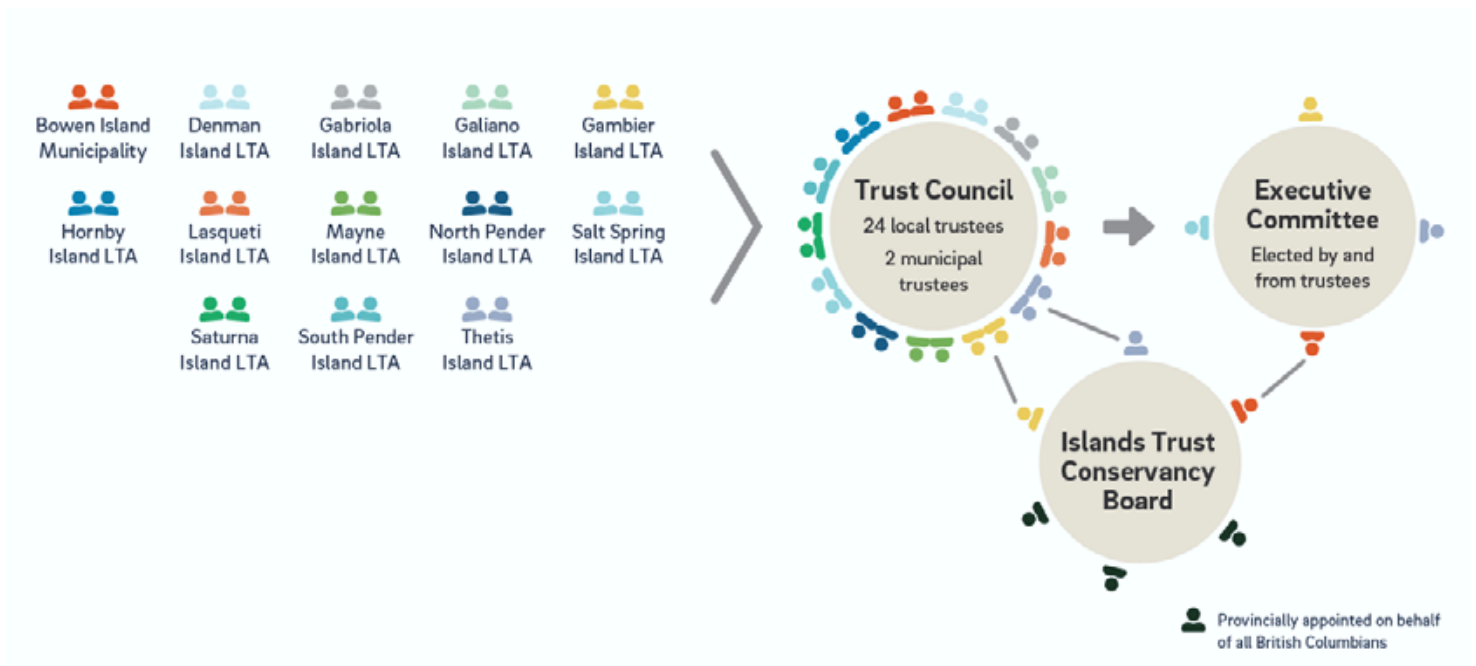 Bowen Island
Municipality
Denman
Island LTA
Gabriola
Island LTA
Galiano
Island LTA
Gambier
Island LTA
Hornby
Island LTA
Lasqueti
Island LTA
Mayne
Island LTA
North Pender
Island LTA
Salt Spring
Island LTA
Saturna
Island LTA
South Pender
Island LTA
Thetis
Island LTA
Trust Council
24 local trustees
2 municipal
trustees
Executive
Committee
Elected by and
from trustees
Islands Trust
Conservancy
Board
Provincially appointed on behalf
of all British Columbians